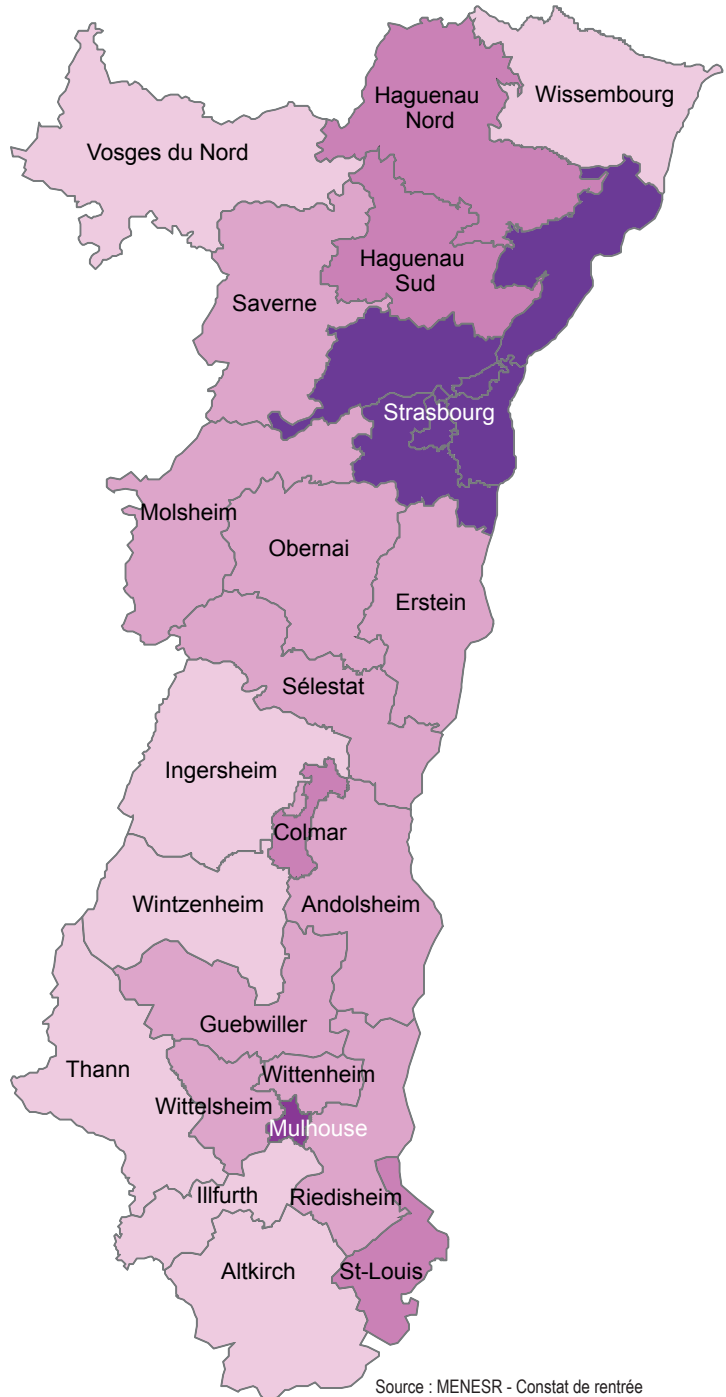 Haguenau
Nord
Wissembourg
Vosges du Nord
Haguenau
Sud
Saverne
Strasbourg
Molsheim
Obernai
Erstein
Sélestat
Ingersheim
Colmar
Wintzenheim
Andolsheim
Guebwiller
Thann
Wittenheim
Wittelsheim
Mulhouse
Illfurth
Riedisheim
Altkirch
St-Louis
Source : MENESR - Constat de rentrée